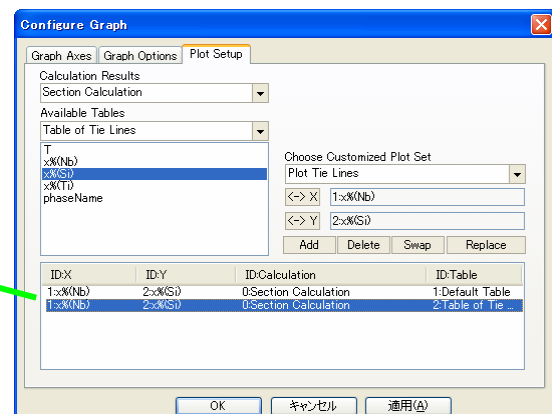 Configure Graph
Graph Axes Graph Options Plot Setup
Calculation Results
Section Calculation
Available Tables
Table of Tie Lines
T
x%(Nb)
x%(Si)
x%(Ti)
phaseName
Choose Customized Plot Set
Plot Tie Lines
<-> X 1:x%(Nb)
<-> Y 2:x%(Si)
Add Delete Swap Replace
ID:X ID:Y ID:Calculation ID:Table
1:x%(Nb) 2:x%(Si) 0:Section Calculation 1:Default Table
1:x%(Nb) 2:x%(Si) 0:Section Calculation 2:Table of Tie ...
OK キャンセル 適用(A)